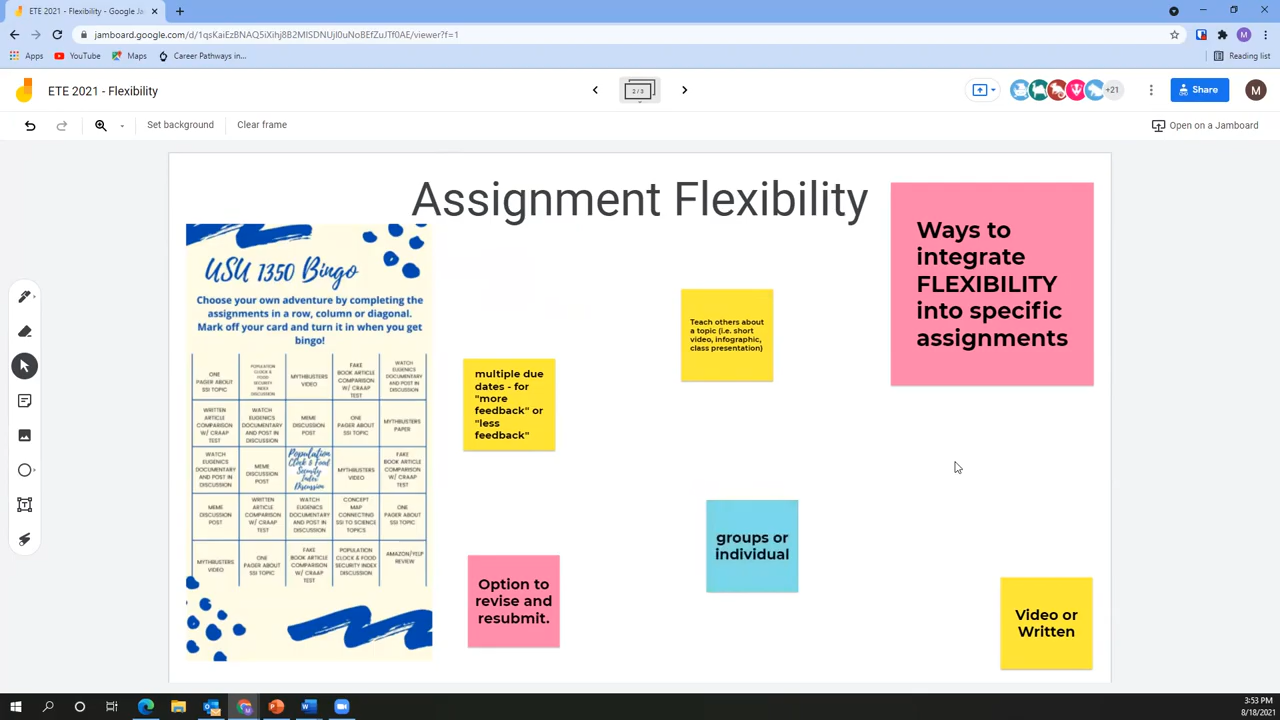 ETE 2021 - Flexibility - Google Ja
jamboard.google.com/d/1qsKaiEzBNAQ5iXihj8B2MISDNUjI0uNoBEfZuJTf0AE/viewer?f=1
Apps
YouTube
Maps
Career Pathways in...
Reading list
ETE 2021 - Flexibility
2 / 3
+21
Share
M
Set background
Clear frame
Open on a Jamboard
Assignment Flexibility
USU 1350 Bingo
Choose your own adventure by completing the
assignments in a row, column or diagonal.
Mark off your card and turn it in when you get
bingo!
ONE
PAGER ABOUT
SSI TOPIC
POPULATION
CLOCK &
FOOD
SECURITY
INDEX
DISCUSSION
MYTHBUSTERS
VIDEO
FAKE
BOOK ARTICLE
COMPARISON
W/ CRAAP
TEST
WATCH
EUGENICS
DOCUMENTARY
AND POST IN
DISCUSSION
WRITTEN
ARTICLE
COMPARISON
W/ CRAAP
TEST
WATCH
EUGENICS
DOCUMENTARY
AND POST IN
DISCUSSION
MEME
DISCUSSION
POST
ONE
PAGER ABOUT
SSI TOPIC
MYTHBUSTERS
PAPER
WATCH
EUGENICS
DOCUMENTARY
AND POST IN
DISCUSSION
MEME
DISCUSSION
POST
Population
Clock & Food
Security
Index
Discussion
MYTHBUSTERS
VIDEO
FAKE
BOOK ARTICLE
COMPARISON
W/ CRAAP
TEST
MEME
DISCUSSION
POST
WRITTEN
ARTICLE
COMPARISON
W/ CRAAP
TEST
WATCH
EUGENICS
DOCUMENTARY
AND POST IN
DISCUSSION
CONCEPT
MAP
CONNECTING
SSI TO SCIENCE
TOPICS
ONE
PAGER ABOUT
SSI TOPIC
MYTHBUSTERS
VIDEO
ONE
PAGER ABOUT
SSI TOPIC
FAKE
BOOK ARTICLE
COMPARISON
W/ CRAAP
TEST
POPULATION
CLOCK & FOOD
SECURITY INDEX
DISCUSSION
AMAZON/YELP
REVIEW
multiple due
dates - for
"more
feedback" or
"less
feedback"
Teach others about
a topic (i.e. short
video, infographic,
class presentation)
Ways to
integrate
FLEXIBILITY
into specific
assignments
groups or
individual
Option to
revise and
resubmit.
Video or
Written
3:53 PM
8/18/2021